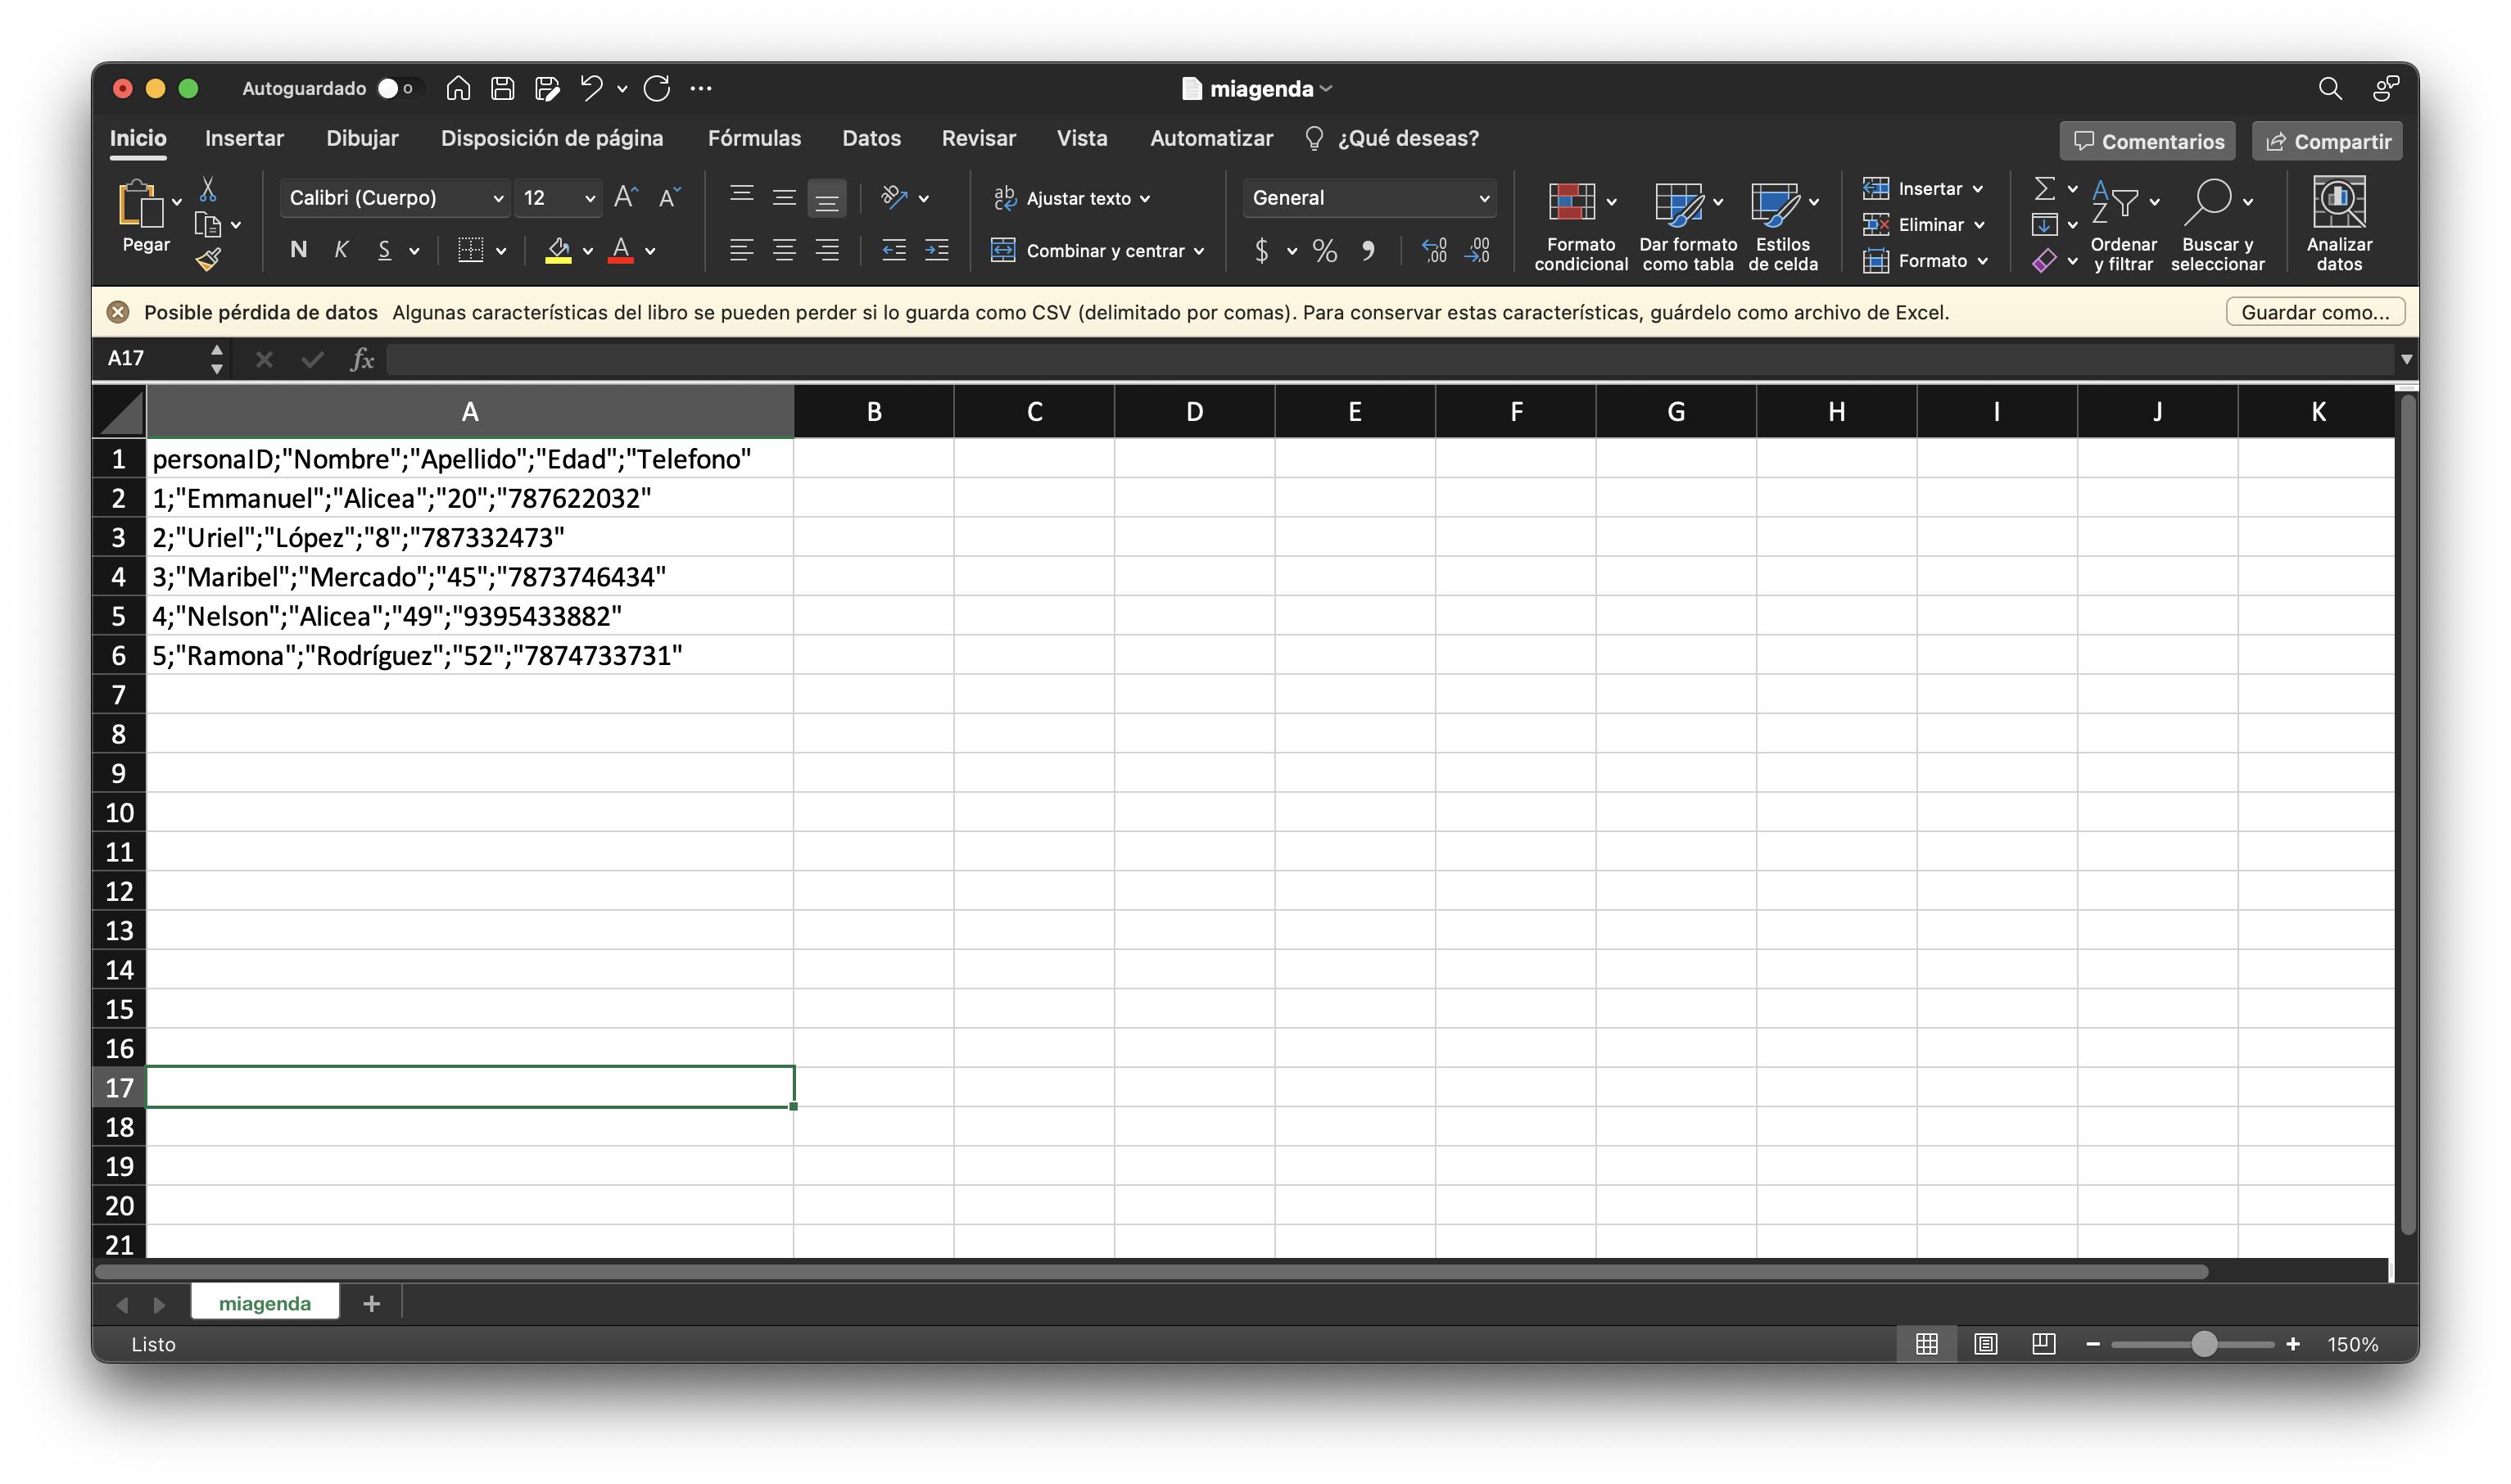 Autoguardado
miagenda
Inicio Insertar Dibujar Disposición de página Fórmulas Datos Revisar Vista Automatizar ¿Qué deseas? Comentarios Compartir
Pegar
Calibri (Cuerpo) 12
N K S
Ajustar texto
Combinar y centrar
General
$ %
Formato condicional
Dar formato como tabla
Estilos de celda
Insertar
Eliminar
Formato
Ordenar y filtrar
Buscar y seleccionar
Analizar datos
Posible pérdida de datos Algunas características del libro se pueden perder si lo guarda como CSV (delimitado por comas). Para conservar estas características, guárdelo como archivo de Excel. Guardar como...
A17 fx
A B C D E F G H I J K
1 personaID;"Nombre";"Apellido";"Edad";"Telefono"
2 1;"Emmanuel";"Alicea";"20";"787622032"
3 2;"Uriel";"López";"8";"787332473"
4 3;"Maribel";"Mercado";"45";"7873746434"
5 4;"Nelson";"Alicea";"49";"9395433882"
6 5;"Ramona";"Rodríguez";"52";"7874733731"
7
8
9
10
11
12
13
14
15
16
17
18
19
20
21
miagenda +
Listo 150%